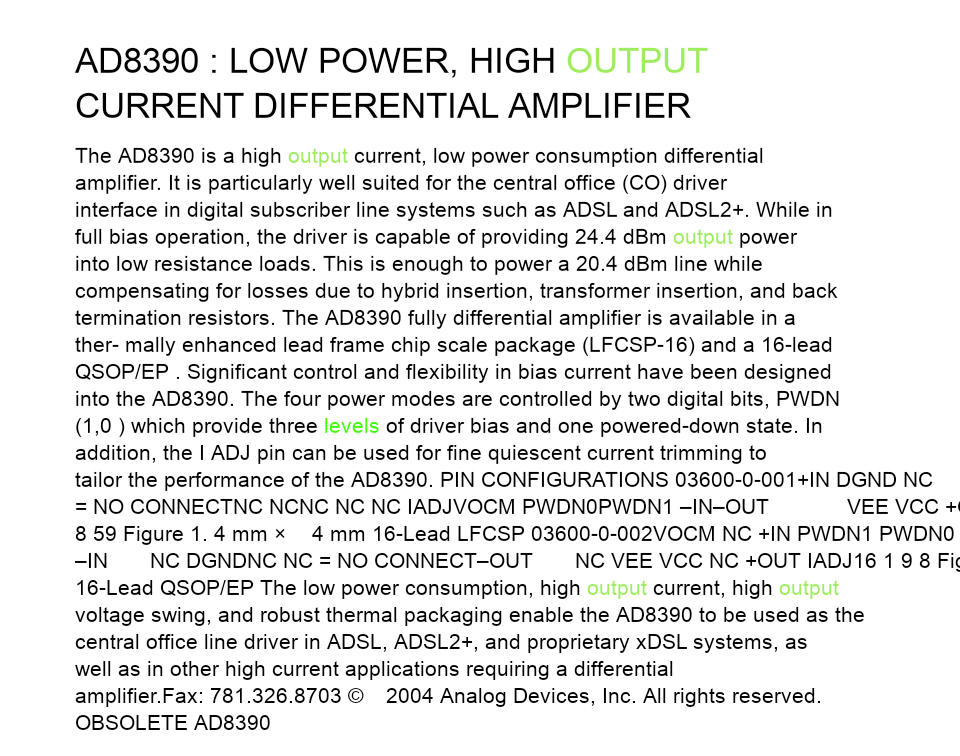 AD8390 : LOW POWER, HIGH OUTPUT
CURRENT DIFFERENTIAL AMPLIFIER
The AD8390 is a high output current, low power consumption differential
amplifier. It is particularly well suited for the central office (CO) driver
interface in digital subscriber line systems such as ADSL and ADSL2+. While in
full bias operation, the driver is capable of providing 24.4 dBm output power
into low resistance loads. This is enough to power a 20.4 dBm line while
compensating for losses due to hybrid insertion, transformer insertion, and back
termination resistors. The AD8390 fully differential amplifier is available in a
ther- mally enhanced lead frame chip scale package (LFCSP-16) and a 16-lead
QSOP/EP . Significant control and flexibility in bias current have been designed
into the AD8390. The four power modes are controlled by two digital bits, PWDN
(1,0 ) which provide three levels of driver bias and one powered-down state. In
addition, the I ADJ pin can be used for fine quiescent current trimming to
tailor the performance of the AD8390. PIN CONFIGURATIONS 03600-0-001+IN DGND NC
= NO CONNECTNC NCNC NC NC IADJVOCM PWDN0PWDN1 –IN–OUT VEE VCC
8 59 Figure 1. 4 mm × 4 mm 16-Lead LFCSP 03600-0-002VOCM NC +IN PWDN1 PWDN0
–IN NC DGNDNC NC = NO CONNECT–OUT NC VEE VCC NC +OUT IADJ16 1 9 8
16-Lead QSOP/EP The low power consumption, high output current, high output
voltage swing, and robust thermal packaging enable the AD8390 to be used as the
central office line driver in ADSL, ADSL2+, and proprietary xDSL systems, as
well as in other high current applications requiring a differential
amplifier.Fax: 781.326.8703 © 2004 Analog Devices, Inc. All rights reserved.
OBSOLETE AD8390